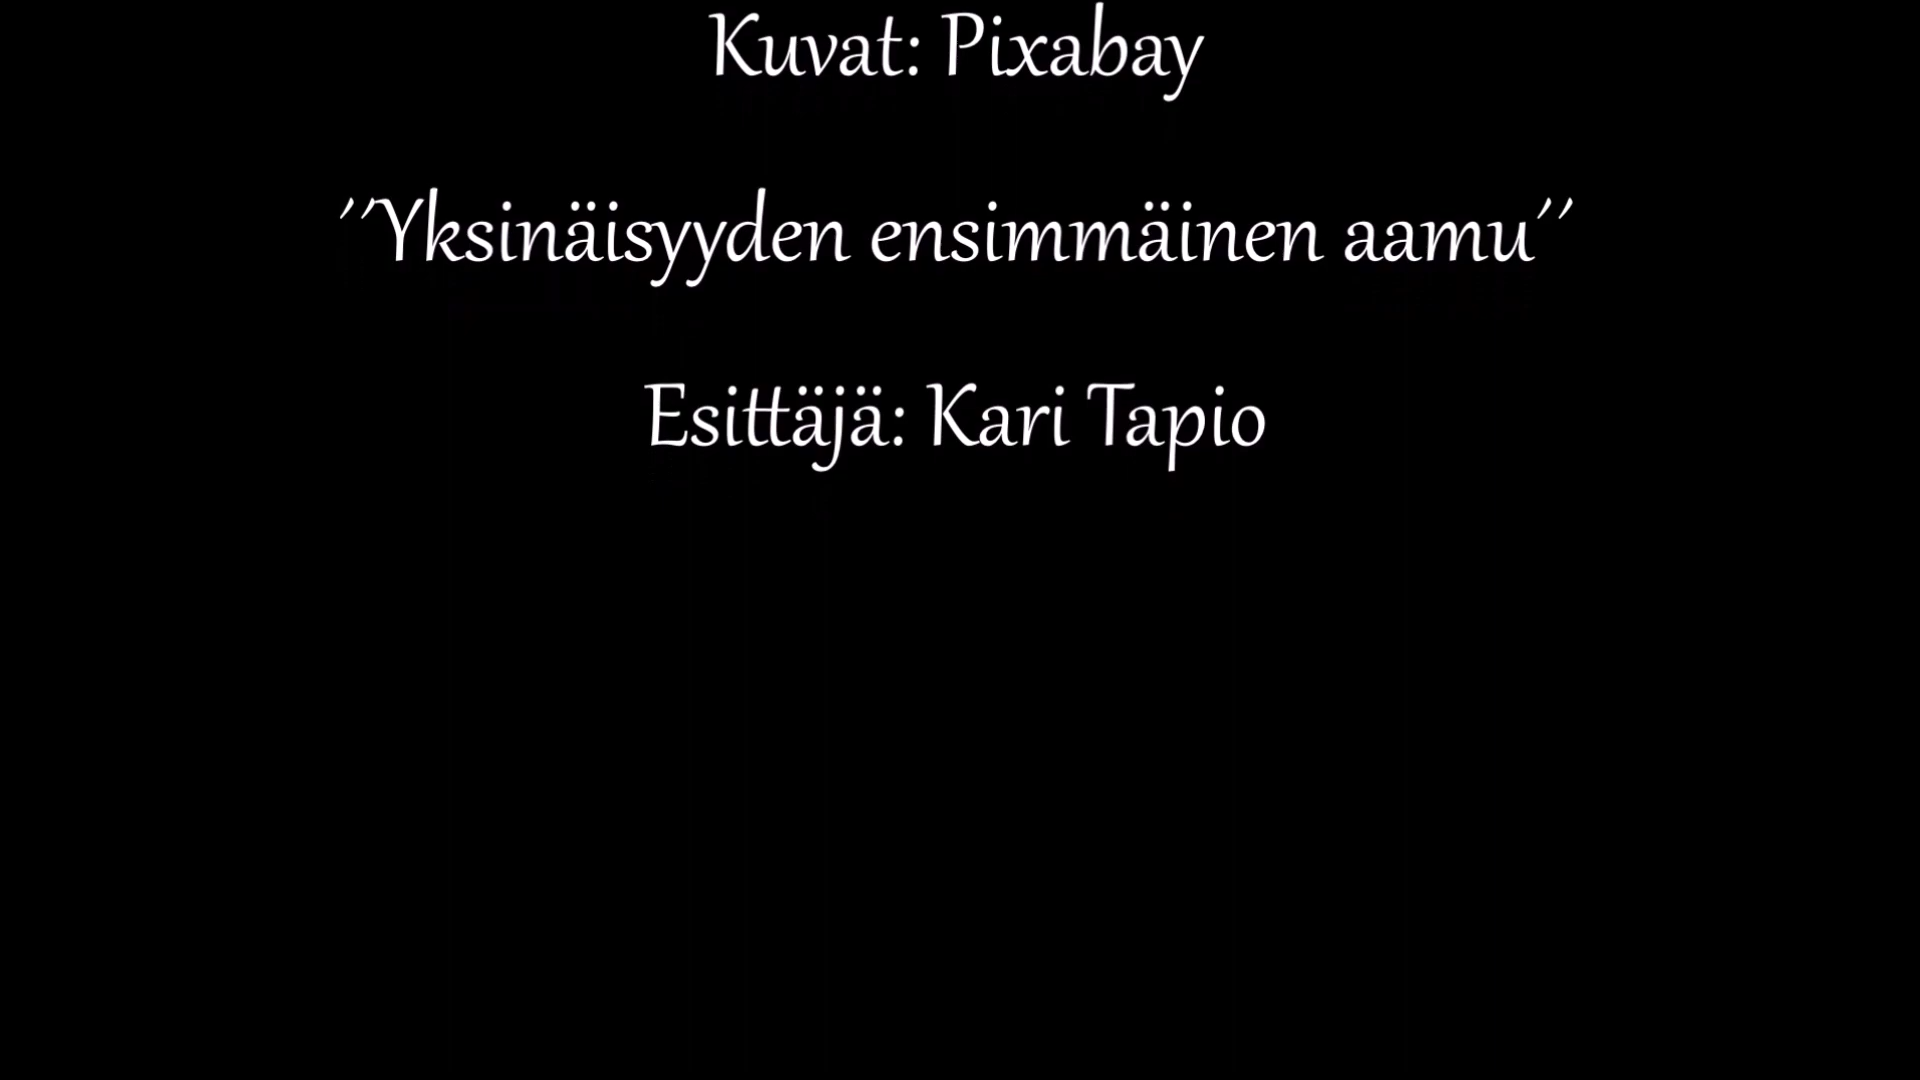 Kuvat: Pixabay
´´Yksinäisyyden ensimmäinen aamu´´
Esittäjä: Kari Tapio